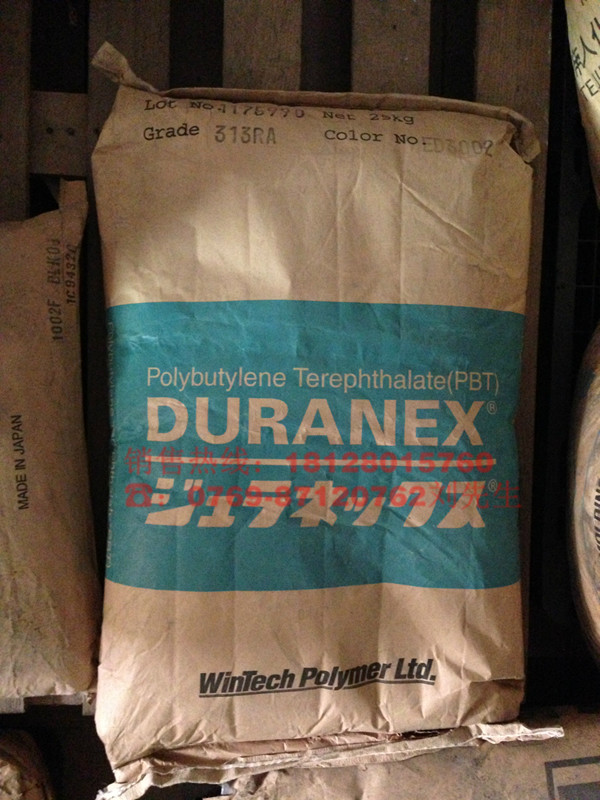 Lot No. 1175770 Net 25kg
Grade 313RA Color No. ED3002
Polybutylene Terephthalate(PBT)
DURANEX®
销售热线：18128015760
ジュラネックス®
☎：0769-87120762刘先生
WinTech Polymer Ltd.
1002F BLK01
1C9432C
MADE IN JAPAN